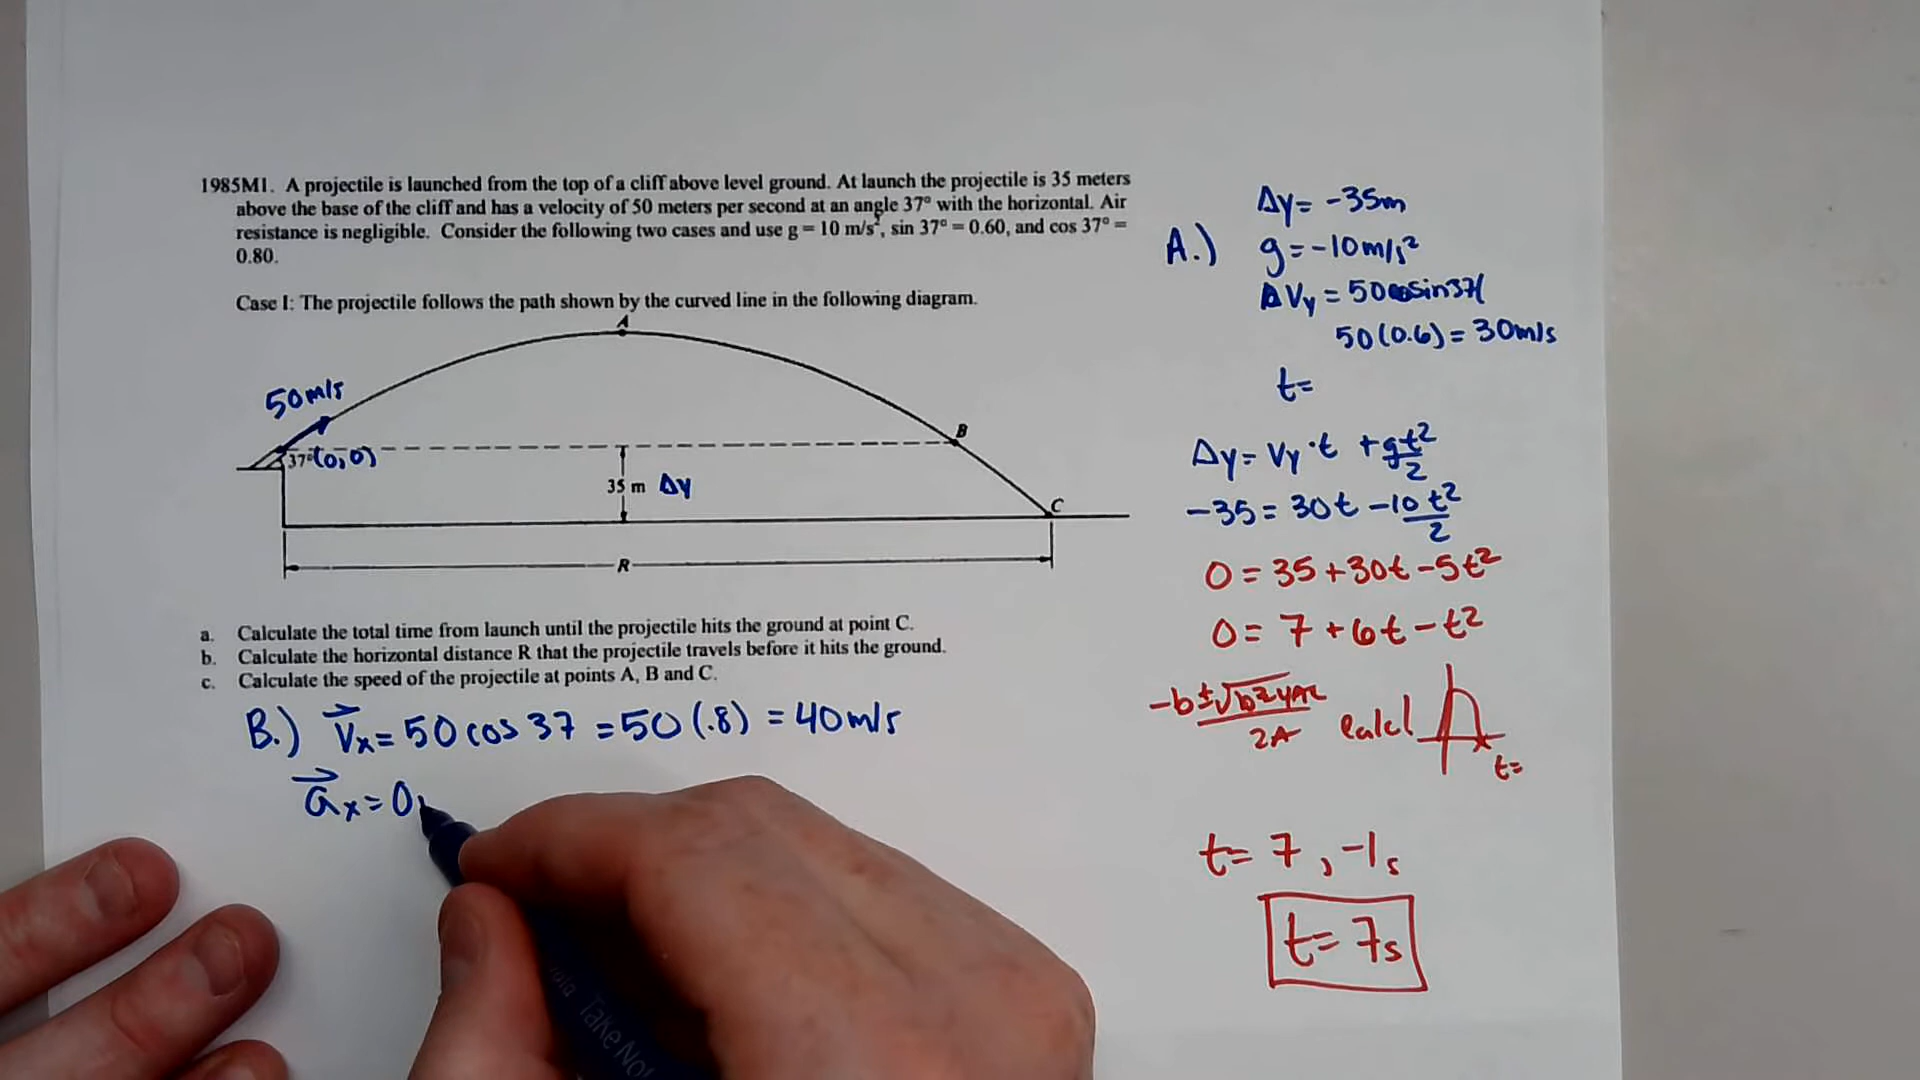 1985M1. A projectile is launched from the top of a cliff above level ground. At launch the projectile is 35 meters
above the base of the cliff and has a velocity of 50 meters per second at an angle 37° with the horizontal. Air
resistance is negligible. Consider the following two cases and use g = 10 m/s², sin 37° = 0.60, and cos 37° =
0.80.
Case I: The projectile follows the path shown by the curved line in the following diagram.
A
50m/s
B
37° (0,0)
35 m Δy
C
R
a. Calculate the total time from launch until the projectile hits the ground at point C.
b. Calculate the horizontal distance R that the projectile travels before it hits the ground.
c. Calculate the speed of the projectile at points A, B and C.
B.) V⃗x = 50 cos 37 = 50 (.8) = 40 m/s
a⃗x = 0
Δy = -35m
A.) g = -10m/s²
Vy = 50 sin37
50(0.6) = 30m/s
t=
Δy = Vy·t + gt²/2
-35 = 30t - 10t²/2
0 = 35 + 30t - 5t²
0 = 7 + 6t - t²
-b±√b²-4AC/2A calc!
t=
t= 7, -1s
t= 7s
Take Not